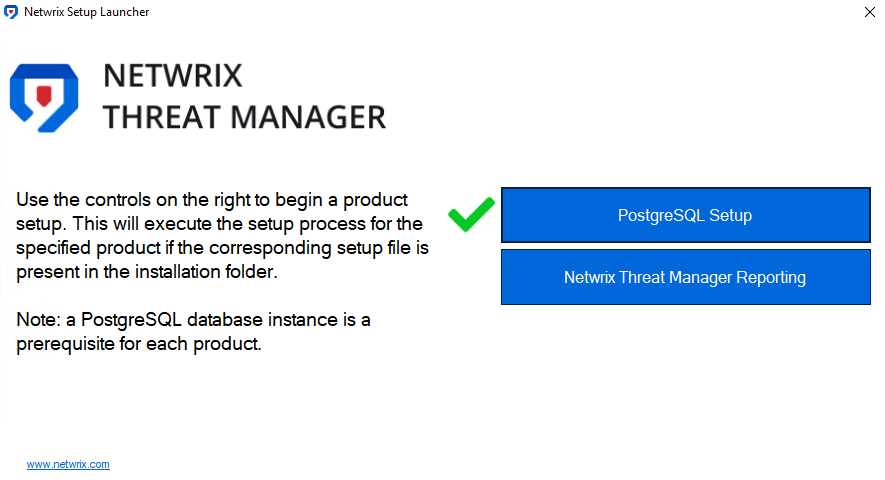 Netwrix Setup Launcher
NETWRIX
THREAT MANAGER
Use the controls on the right to begin a product
setup. This will execute the setup process for the
specified product if the corresponding setup file is
present in the installation folder.
Note: a PostgreSQL database instance is a
prerequisite for each product.
PostgreSQL Setup
Netwrix Threat Manager Reporting
www.netwrix.com